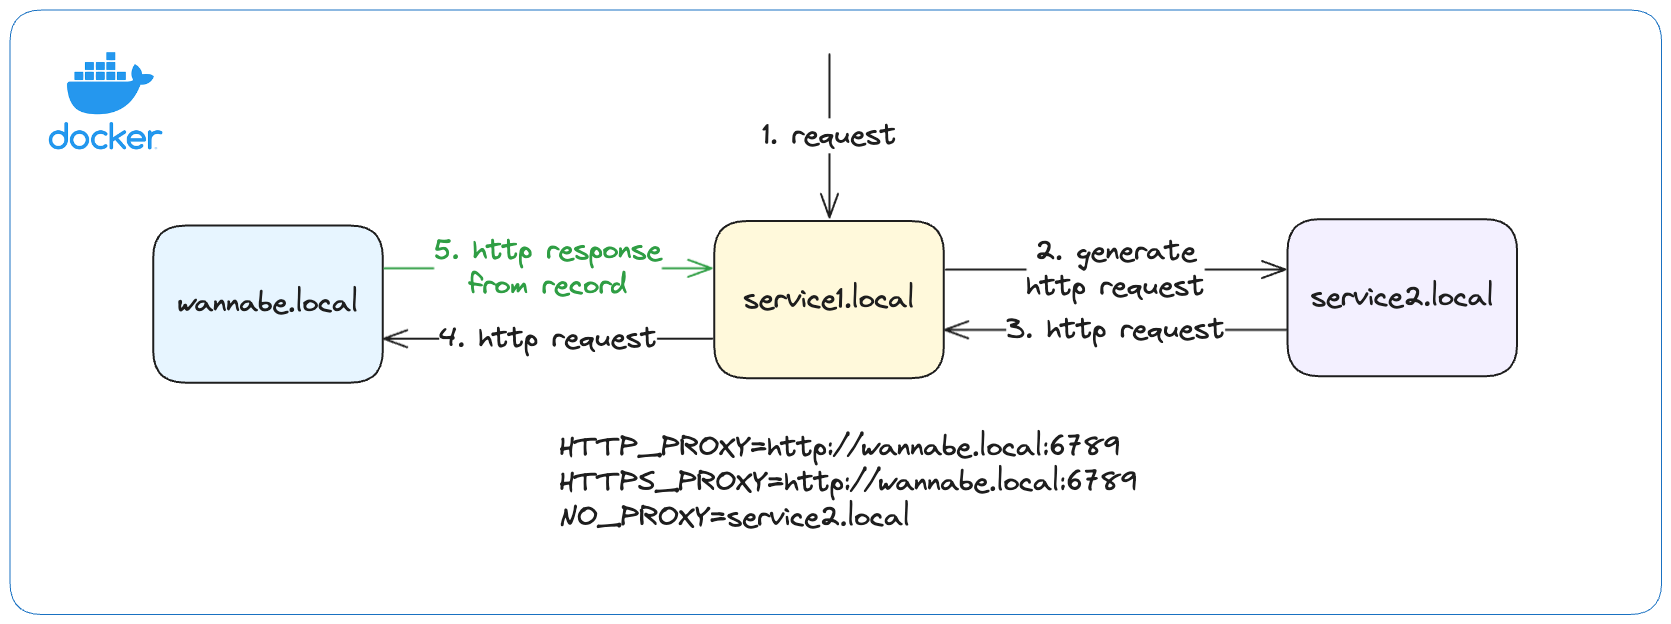 docker
1. request
5. http response
from record
2. generate
http request
wannabe.local
service1.local
service2.local
4. http request
3. http request
HTTP_PROXY=http://wannabe.local:6789
HTTPS_PROXY=http://wannabe.local:6789
NO_PROXY=service2.local